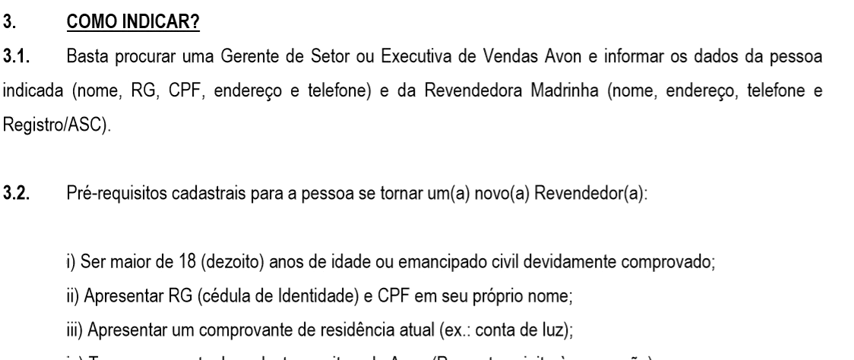 3. COMO INDICAR?
3.1. Basta procurar uma Gerente de Setor ou Executiva de Vendas Avon e informar os dados da pessoa
indicada (nome, RG, CPF, endereço e telefone) e da Revendedora Madrinha (nome, endereço, telefone e
Registro/ASC).
3.2. Pré-requisitos cadastrais para a pessoa se tornar um(a) novo(a) Revendedor(a):
i) Ser maior de 18 (dezoito) anos de idade ou emancipado civil devidamente comprovado;
ii) Apresentar RG (cédula de Identidade) e CPF em seu próprio nome;
iii) Apresentar um comprovante de residência atual (ex.: conta de luz);